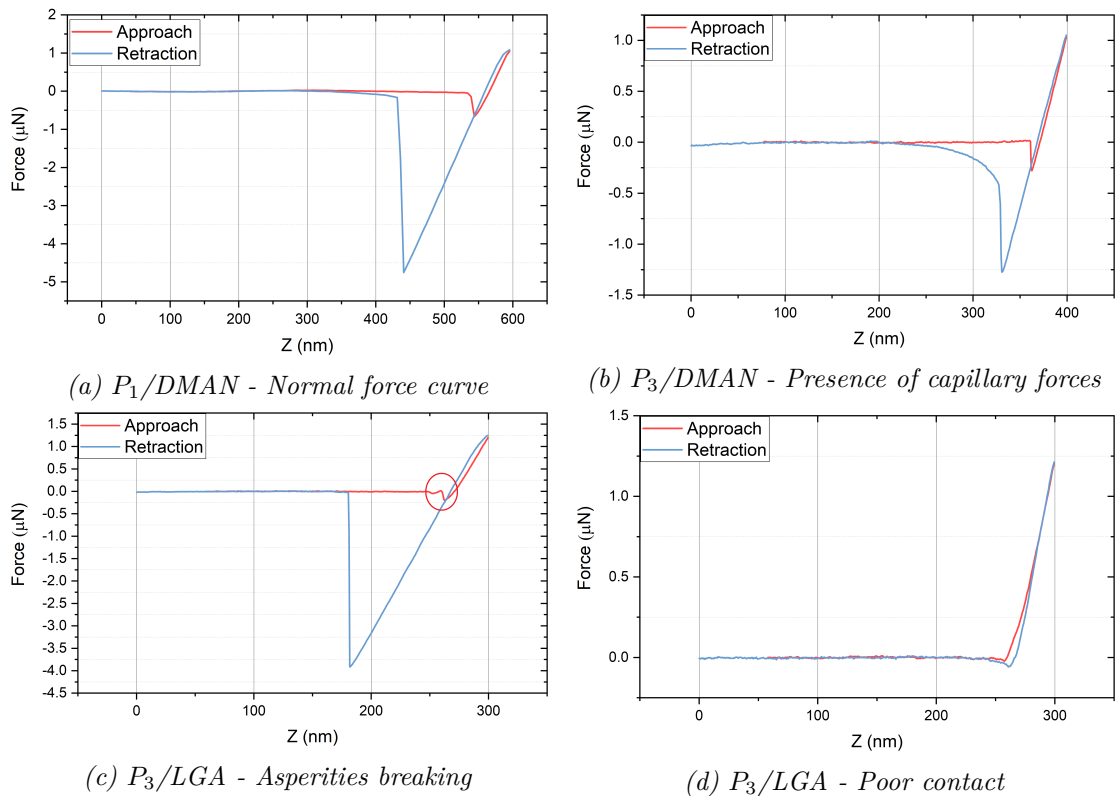 Approach
Retraction
2
1
0
-1
-2
-3
-4
-5
Force (μN)
0
100
200
300
400
500
600
Z (nm)
(a) P₁/DMAN - Normal force curve
Approach
Retraction
1.0
0.5
0.0
-0.5
-1.0
-1.5
Force (μN)
0
100
200
300
400
Z (nm)
(b) P₃/DMAN - Presence of capillary forces
Approach
Retraction
1.5
1.0
0.5
0.0
-0.5
-1.0
-1.5
-2.0
-2.5
-3.0
-3.5
-4.0
-4.5
Force (μN)
0
100
200
300
Z (nm)
(c) P₃/LGA - Asperities breaking
Approach
Retraction
1.5
1.0
0.5
0.0
Force (μN)
0
100
200
300
Z (nm)
(d) P₃/LGA - Poor contact